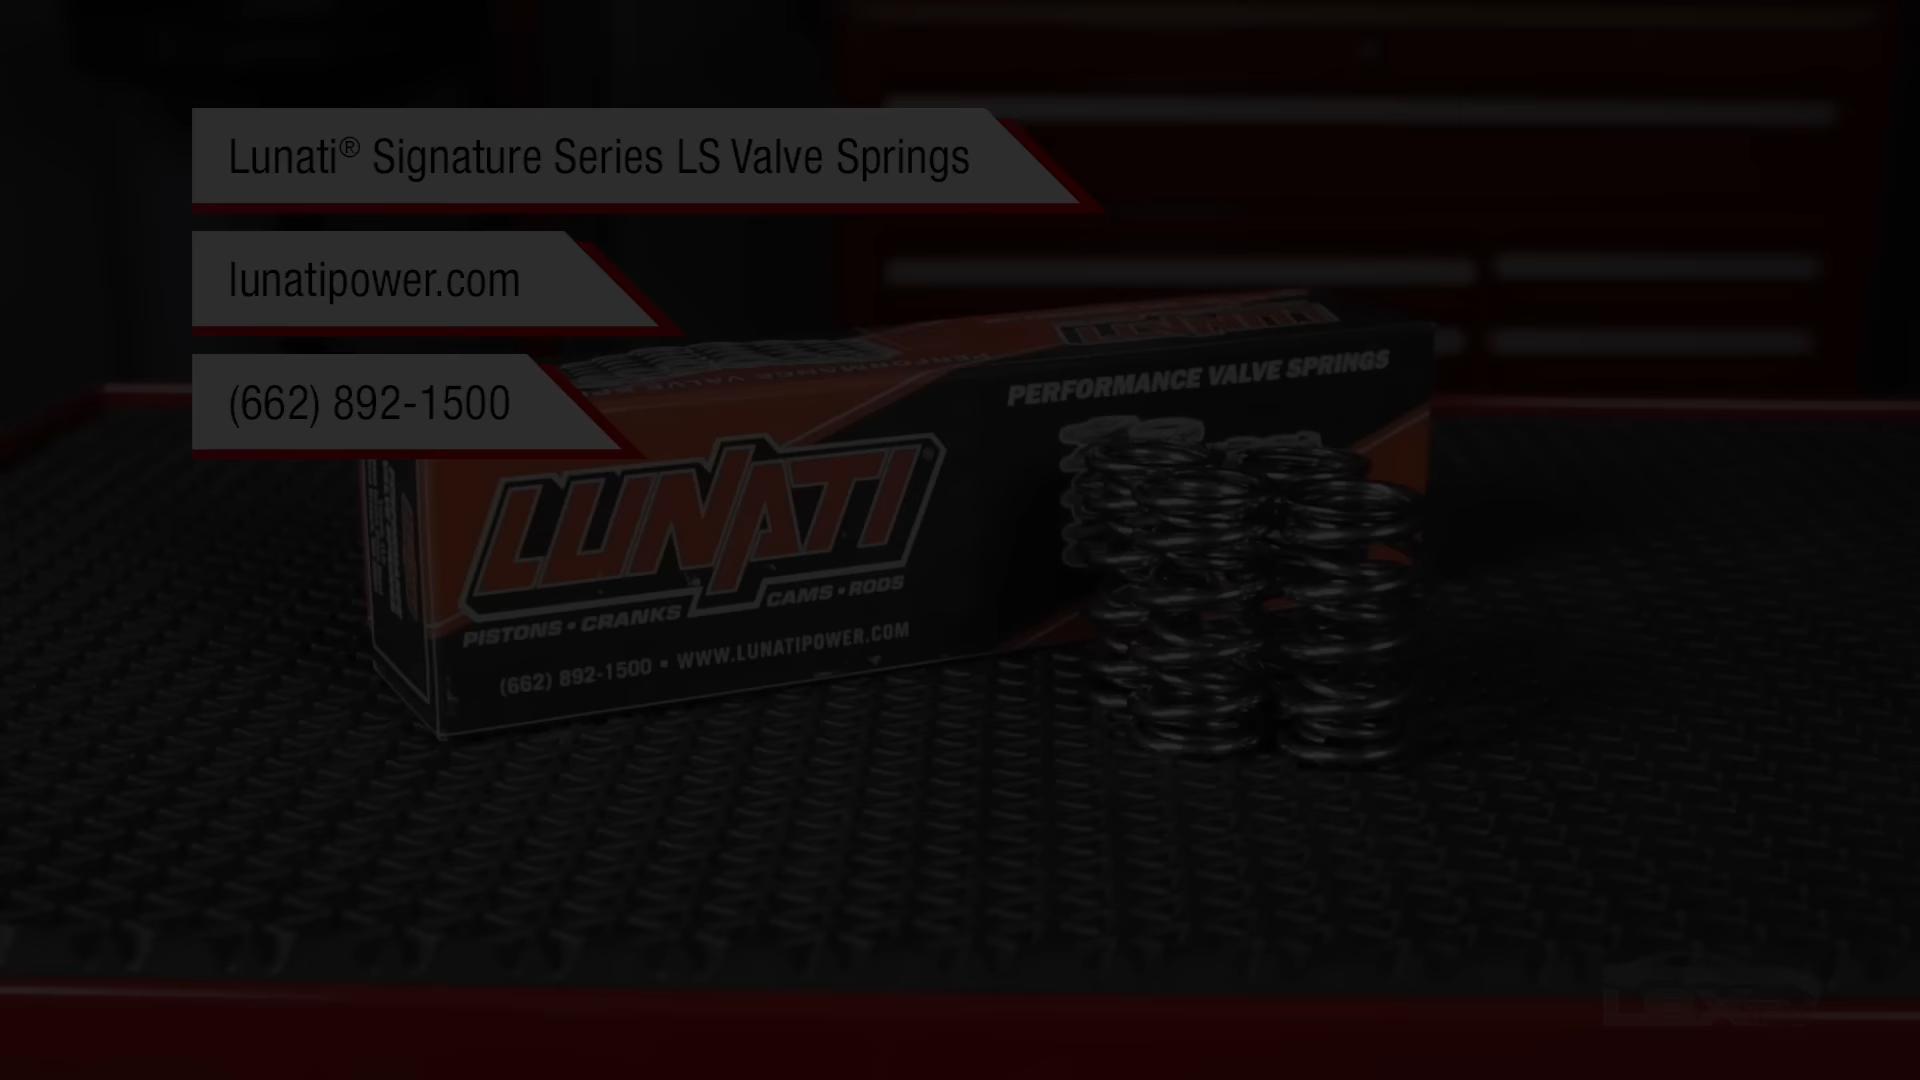 Lunati® Signature Series LS Valve Springs
lunatipower.com
(662) 892-1500
PERFORMANCE VALVE SPRINGS
LUNATI®
PISTONS • CRANKS CAMS • RODS
(662) 892-1500 • WWW.LUNATIPOWER.COM